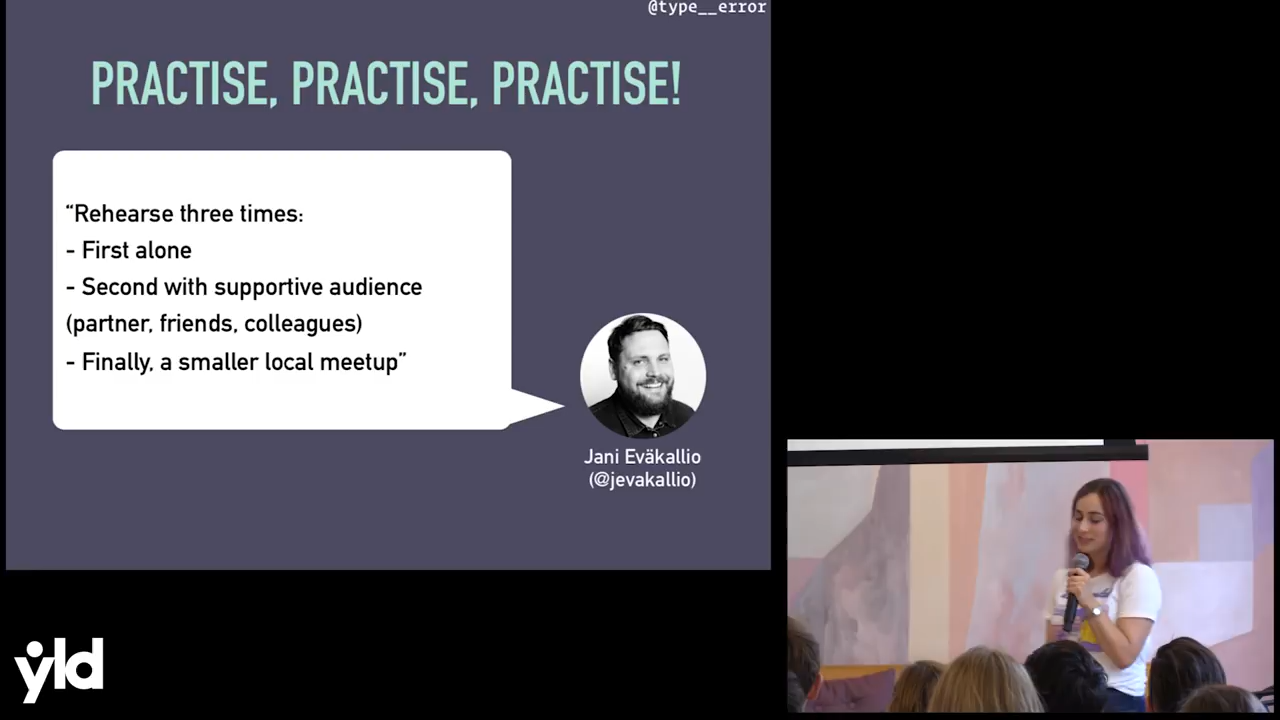 @type__error
PRACTISE, PRACTISE, PRACTISE!
“Rehearse three times:
- First alone
- Second with supportive audience
(partner, friends, colleagues)
- Finally, a smaller local meetup”
Jani Eväkallio
(@jevakallio)
yld